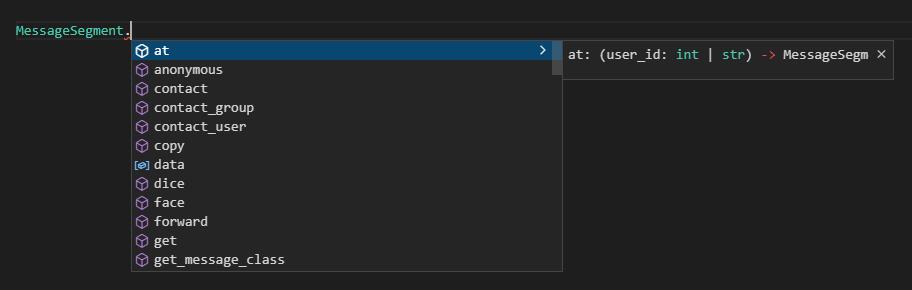 MessageSegment.
at
at: (user_id: int | str) -> MessageSegm
anonymous
contact
contact_group
contact_user
copy
data
dice
face
forward
get
get_message_class